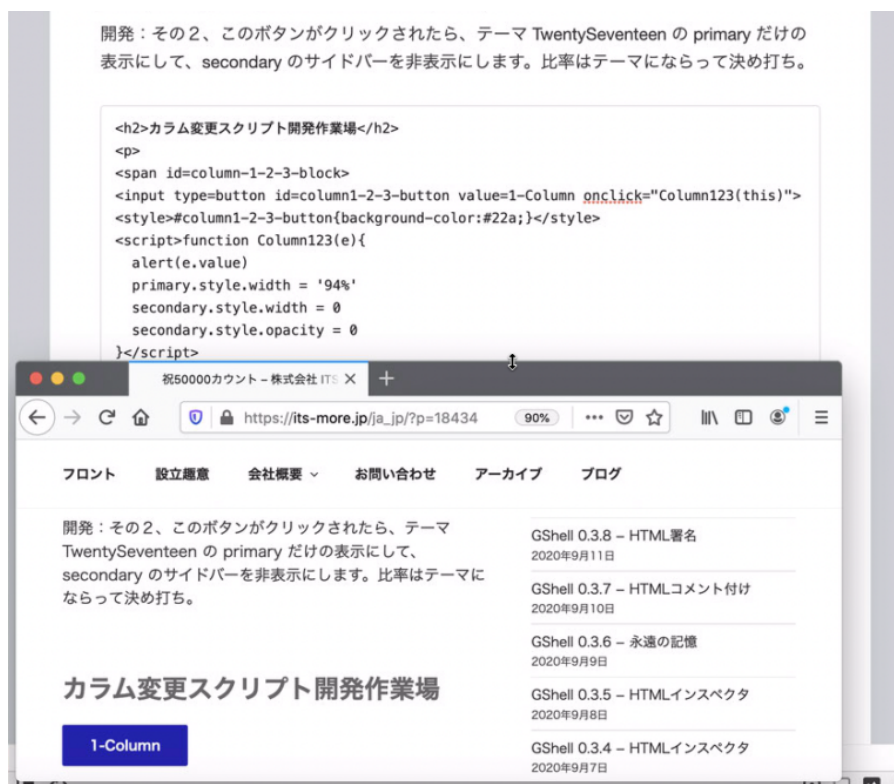 開発：その２、このボタンがクリックされたら、テーマ TwentySeventeen の primary だけの
表示にして、secondary のサイドバーを非表示にします。比率はテーマにならって決め打ち。
<h2>カラム変更スクリプト開発作業場</h2>
<p>
<span id=column-1-2-3-block>
<input type=button id=column1-2-3-button value=1-Column onclick="Column123(this)">
<style>#column1-2-3-button{background-color:#22a;}</style>
<script>function Column123(e){
  alert(e.value)
  primary.style.width = '94%'
  secondary.style.width = 0
  secondary.style.opacity = 0
}</script>
祝50000カウント – 株式会社 ITS
https://its-more.jp/ja_jp/?p=18434
90%
フロント 設立趣意 会社概要 お問い合わせ アーカイブ ブログ
開発：その２、このボタンがクリックされたら、テーマ
TwentySeventeen の primary だけの表示にして、
secondary のサイドバーを非表示にします。比率はテーマに
ならって決め打ち。
カラム変更スクリプト開発作業場
1-Column
GShell 0.3.8 – HTML署名
2020年9月11日
GShell 0.3.7 – HTMLコメント付け
2020年9月10日
GShell 0.3.6 – 永遠の記憶
2020年9月9日
GShell 0.3.5 – HTMLインスペクタ
2020年9月8日
GShell 0.3.4 – HTMLインスペクタ
2020年9月7日